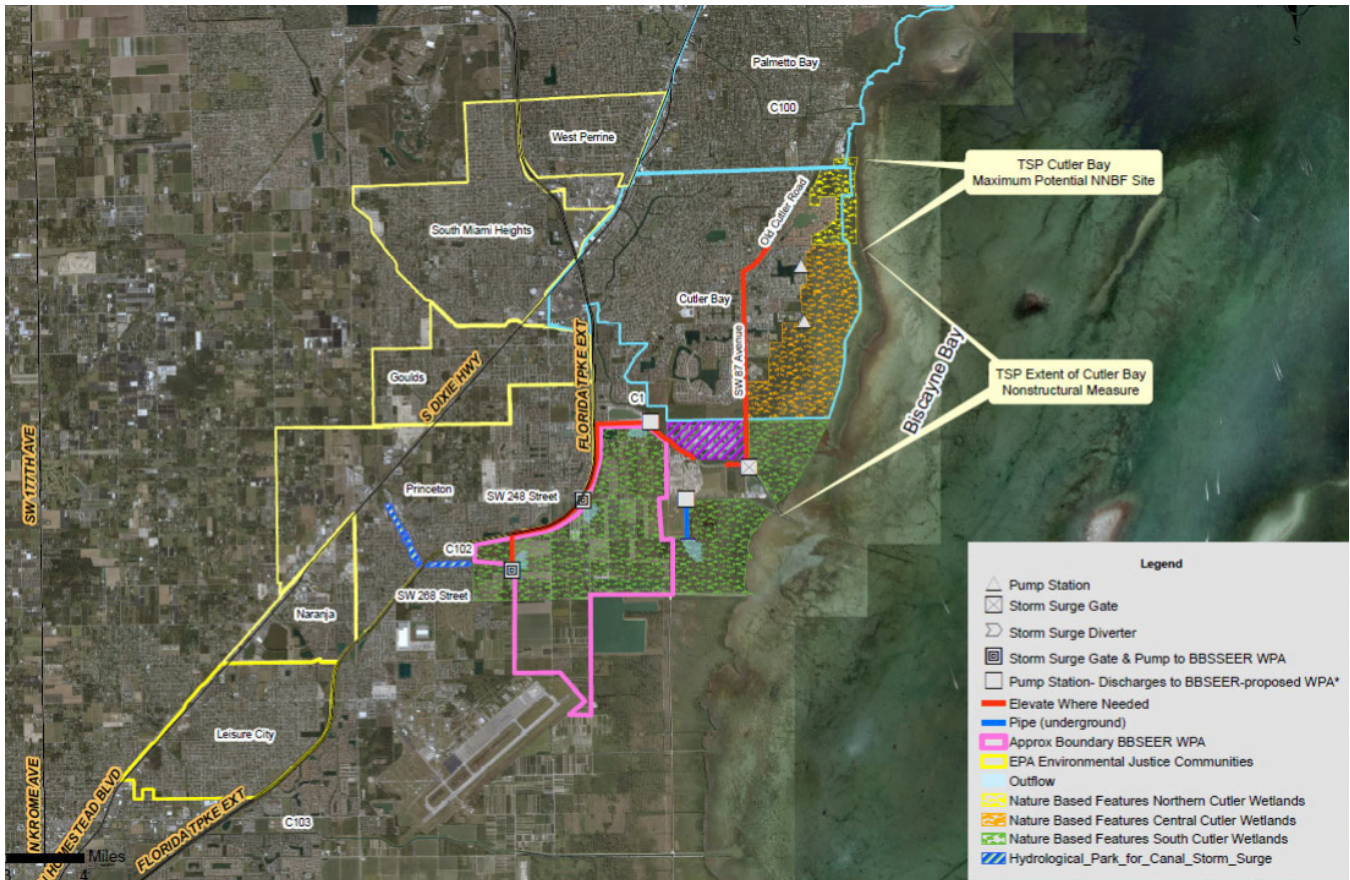 S
Palmetto Bay
C100
West Perrine
TSP Cutler Bay
Maximum Potential NNBF Site
Old Cutler Road
South Miami Heights
Cutler Bay
SW 87 Avenue
FLORIDA TPKE EXT
Biscayne Bay
TSP Extent of Cutler Bay
Nonstructural Measure
Goulds
S DIXIE HWY
C1
SW 177TH AVE
Princeton
SW 248 Street
C102
SW 268 Street
Naranja
Leisure City
N KROME AVE
HOMESTEAD BLVD
FLORIDA TPKE EXT
C103
Miles
4
Legend
Pump Station
Storm Surge Gate
Storm Surge Diverter
Storm Surge Gate & Pump to BBSSEER WPA
Pump Station- Discharges to BBSEER-proposed WPA*
Elevate Where Needed
Pipe (underground)
Approx Boundary BBSEER WPA
EPA Environmental Justice Communities
Outflow
Nature Based Features Northern Cutler Wetlands
Nature Based Features Central Cutler Wetlands
Nature Based Features South Cutler Wetlands
Hydrological_Park_for_Canal_Storm_Surge